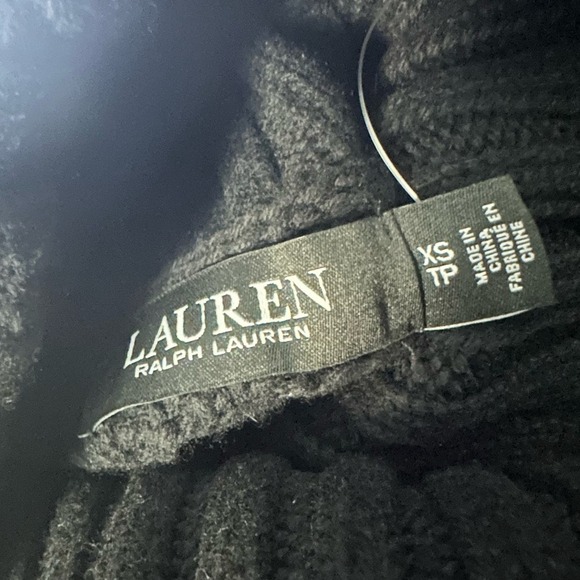 LAUREN
RALPH LAUREN
XS
TP
MADE IN
CHINA
FABRIQUÉ EN
CHINE